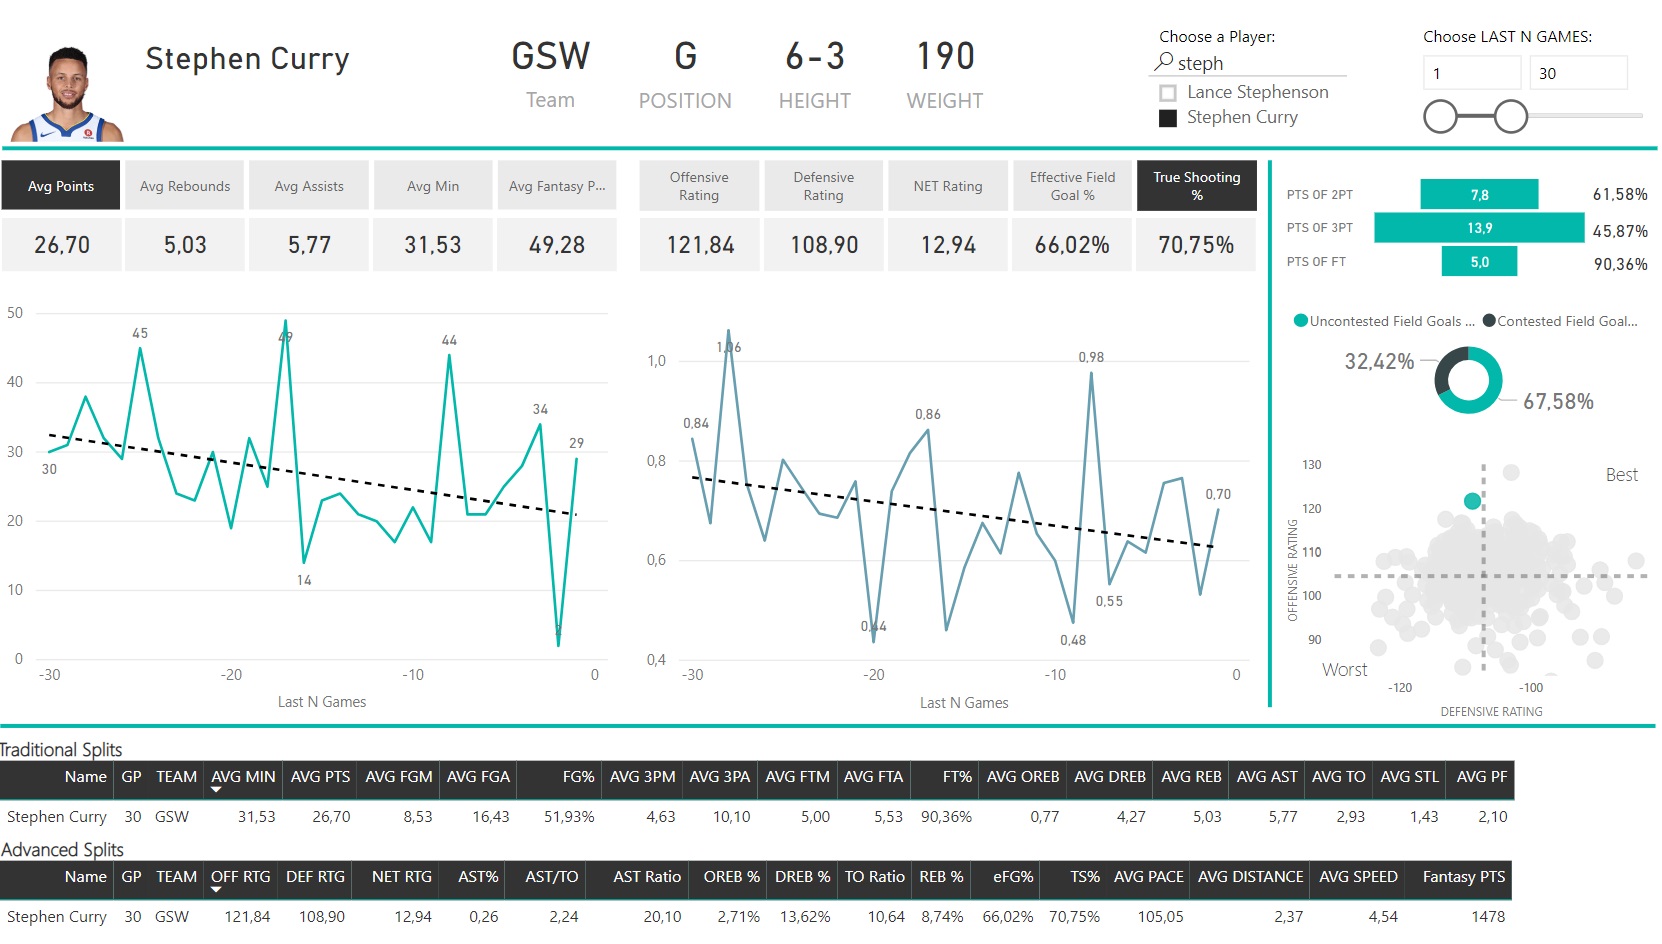 Stephen Curry
GSW
Team
G
POSITION
6-3
HEIGHT
190
WEIGHT
Choose a Player:
steph
Lance Stephenson
Stephen Curry
Choose LAST N GAMES:
1 30
Avg Points Avg Rebounds Avg Assists Avg Min Avg Fantasy P...
26,70 5,03 5,77 31,53 49,28
Offensive Rating Defensive Rating NET Rating Effective Field Goal % True Shooting %
121,84 108,90 12,94 66,02% 70,75%
PTS OF 2PT 7,8 61,58%
PTS OF 3PT 13,9 45,87%
PTS OF FT 5,0 90,36%
50
40
30
20
10
0
30
45
49
14
44
34
2
29
-30 -20 -10 0
Last N Games
1,0
0,8
0,6
0,4
0,84
1,06
0,44
0,86
0,48
0,98
0,55
0,70
-30 -20 -10 0
Last N Games
Uncontested Field Goals ... Contested Field Goal...
32,42%
67,58%
130
120
110
100
90
OFFENSIVE RATING
Best
Worst
-120 -100
DEFENSIVE RATING
Traditional Splits
Name GP TEAM AVG MIN AVG PTS AVG FGM AVG FGA FG% AVG 3PM AVG 3PA AVG FTM AVG FTA FT% AVG OREB AVG DREB AVG REB AVG AST AVG TO AVG STL AVG PF
Stephen Curry 30 GSW 31,53 26,70 8,53 16,43 51,93% 4,63 10,10 5,00 5,53 90,36% 0,77 4,27 5,03 5,77 2,93 1,43 2,10
Advanced Splits
Name GP TEAM OFF RTG DEF RTG NET RTG AST% AST/TO AST Ratio OREB % DREB % TO Ratio REB % eFG% TS% AVG PACE AVG DISTANCE AVG SPEED Fantasy PTS
Stephen Curry 30 GSW 121,84 108,90 12,94 0,26 2,24 20,10 2,71% 13,62% 10,64 8,74% 66,02% 70,75% 105,05 2,37 4,54 1478